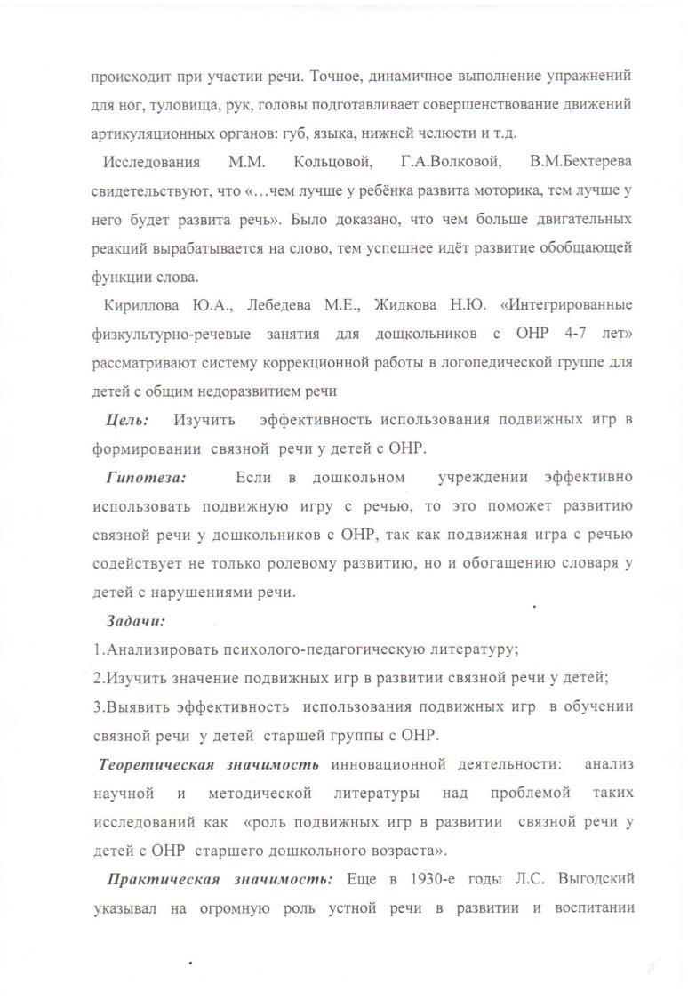 происходит при участии речи. Точное, динамичное выполнение упражнений
для ног, туловища, рук, головы подготавливает совершенствование движений
артикуляционных органов: губ, языка, нижней челюсти и т.д.
Исследования М.М. Кольцовой, Г.А.Волковой, В.М.Бехтерева
свидетельствуют, что «…чем лучше у ребёнка развита моторика, тем лучше у
него будет развита речь». Было доказано, что чем больше двигательных
реакций вырабатывается на слово, тем успешнее идёт развитие обобщающей
функции слова.
Кириллова Ю.А., Лебедева М.Е., Жидкова Н.Ю. «Интегрированные
физкультурно-речевые занятия для дошкольников с ОНР 4-7 лет»
рассматривают систему коррекционной работы в логопедической группе для
детей с общим недоразвитием речи
Цель: Изучить эффективность использования подвижных игр в
формировании связной речи у детей с ОНР.
Гипотеза: Если в дошкольном учреждении эффективно
использовать подвижную игру с речью, то это поможет развитию
связной речи у дошкольников с ОНР, так как подвижная игра с речью
содействует не только ролевому развитию, но и обогащению словаря у
детей с нарушениями речи.
Задачи:
1.Анализировать психолого-педагогическую литературу;
2.Изучить значение подвижных игр в развитии связной речи у детей;
3.Выявить эффективность использования подвижных игр в обучении
связной речи у детей старшей группы с ОНР.
Теоретическая значимость инновационной деятельности: анализ
научной и методической литературы над проблемой таких
исследований как «роль подвижных игр в развитии связной речи у
детей с ОНР старшего дошкольного возраста».
Практическая значимость: Еще в 1930-е годы Л.С. Выгодский
указывал на огромную роль устной речи в развитии и воспитании